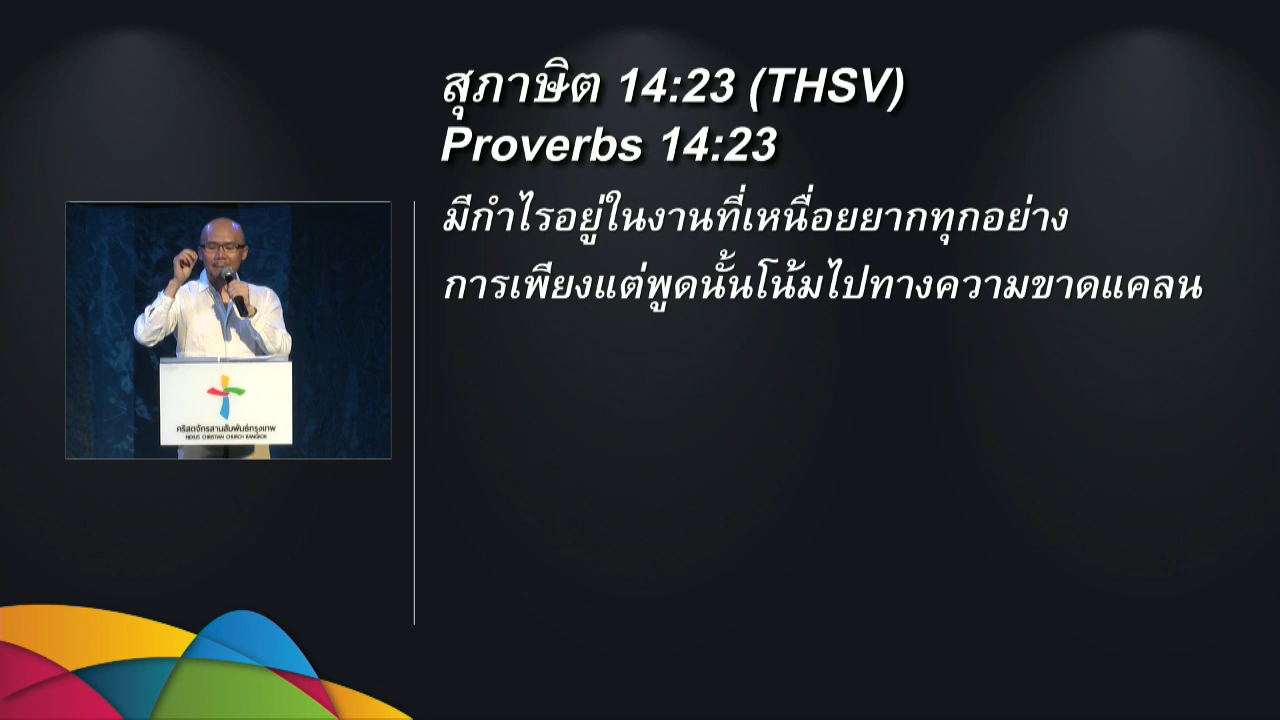 สุภาษิต 14:23 (THSV)
Proverbs 14:23
มีกำไรอยู่ในงานที่เหนื่อยยากทุกอย่าง
การเพียงแต่พูดนั้นโน้มไปทางความขาดแคลน
คริสตจักรสานสัมพันธ์กรุงเทพ
NEXUS CHRISTIAN CHURCH BANGKOK